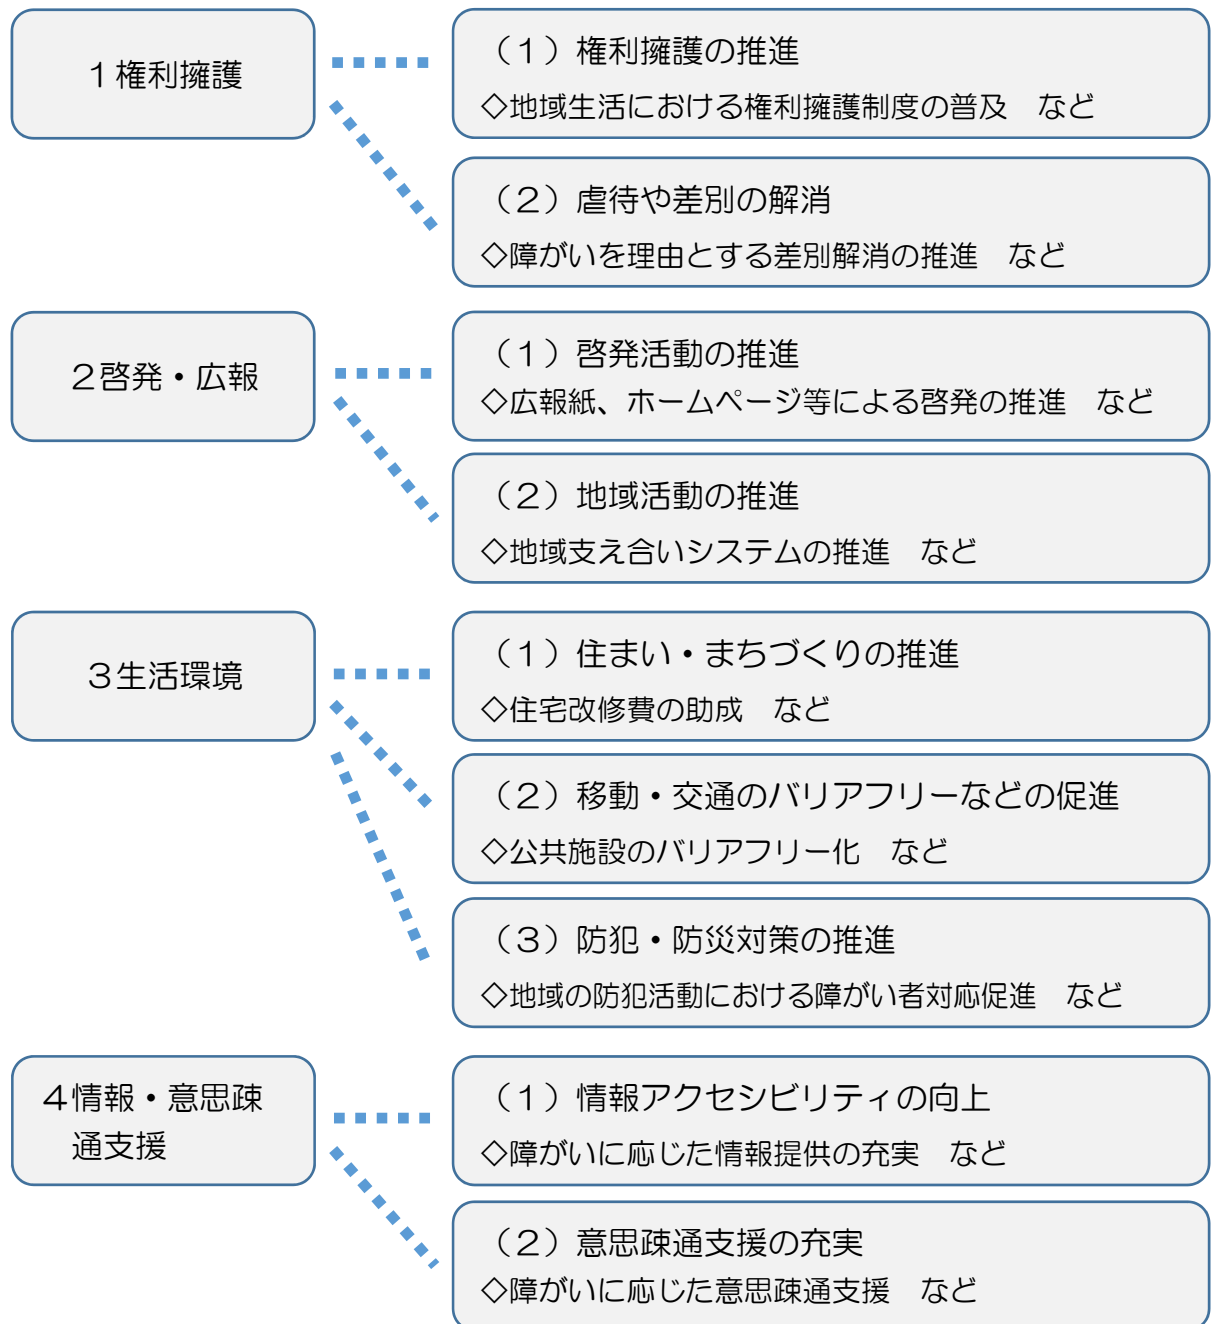 １権利擁護
（１）権利擁護の推進
◇地域生活における権利擁護制度の普及　など
（２）虐待や差別の解消
◇障がいを理由とする差別解消の推進　など
２啓発・広報
（１）啓発活動の推進
◇広報紙、ホームページ等による啓発の推進　など
（２）地域活動の推進
◇地域支え合いシステムの推進　など
３生活環境
（１）住まい・まちづくりの推進
◇住宅改修費の助成　など
（２）移動・交通のバリアフリーなどの促進
◇公共施設のバリアフリー化　など
（３）防犯・防災対策の推進
◇地域の防犯活動における障がい者対応促進　など
４情報・意思疎
通支援
（１）情報アクセシビリティの向上
◇障がいに応じた情報提供の充実　など
（２）意思疎通支援の充実
◇障がいに応じた意思疎通支援　など